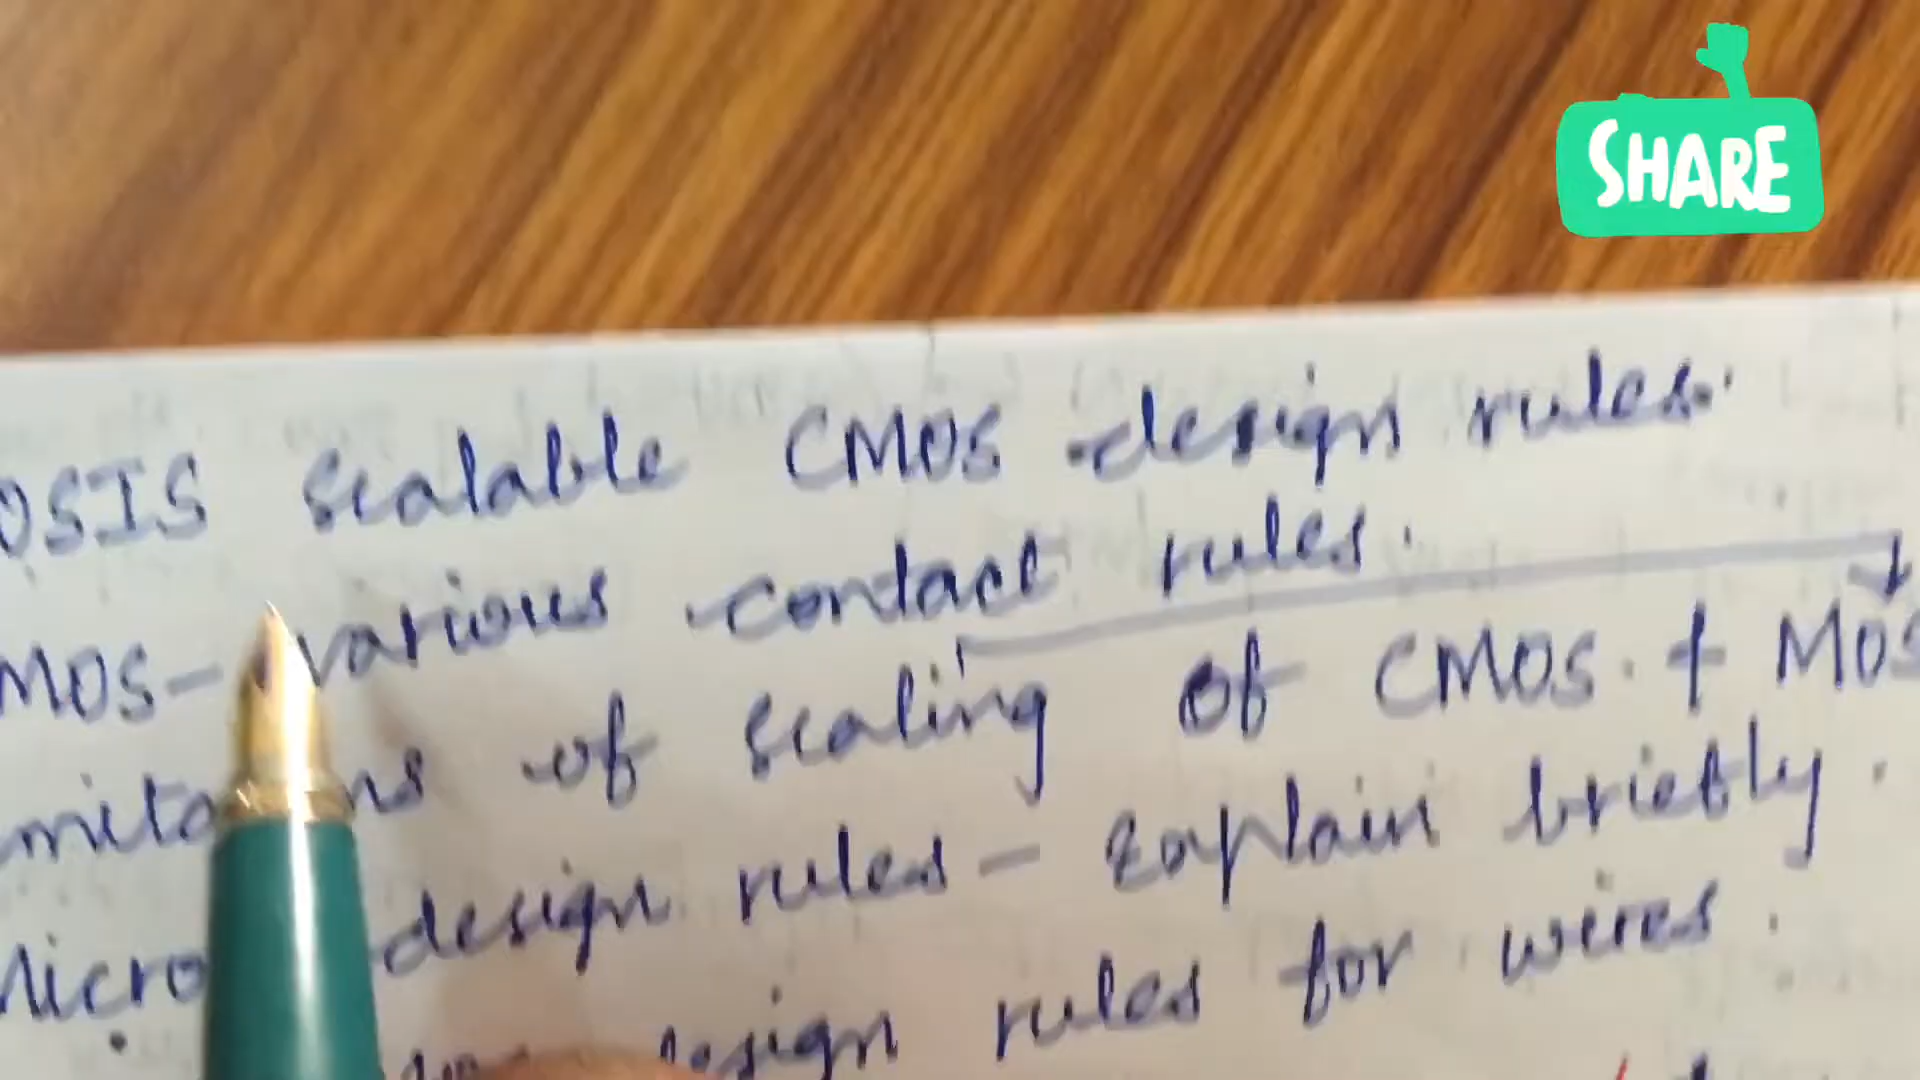 SHARE
OSIS scalable CMOS design rules.
MOS - various contact rules.
of scaling of CMOS. + MOS
Micro design rules - Explain briefly.
design rules for wires.